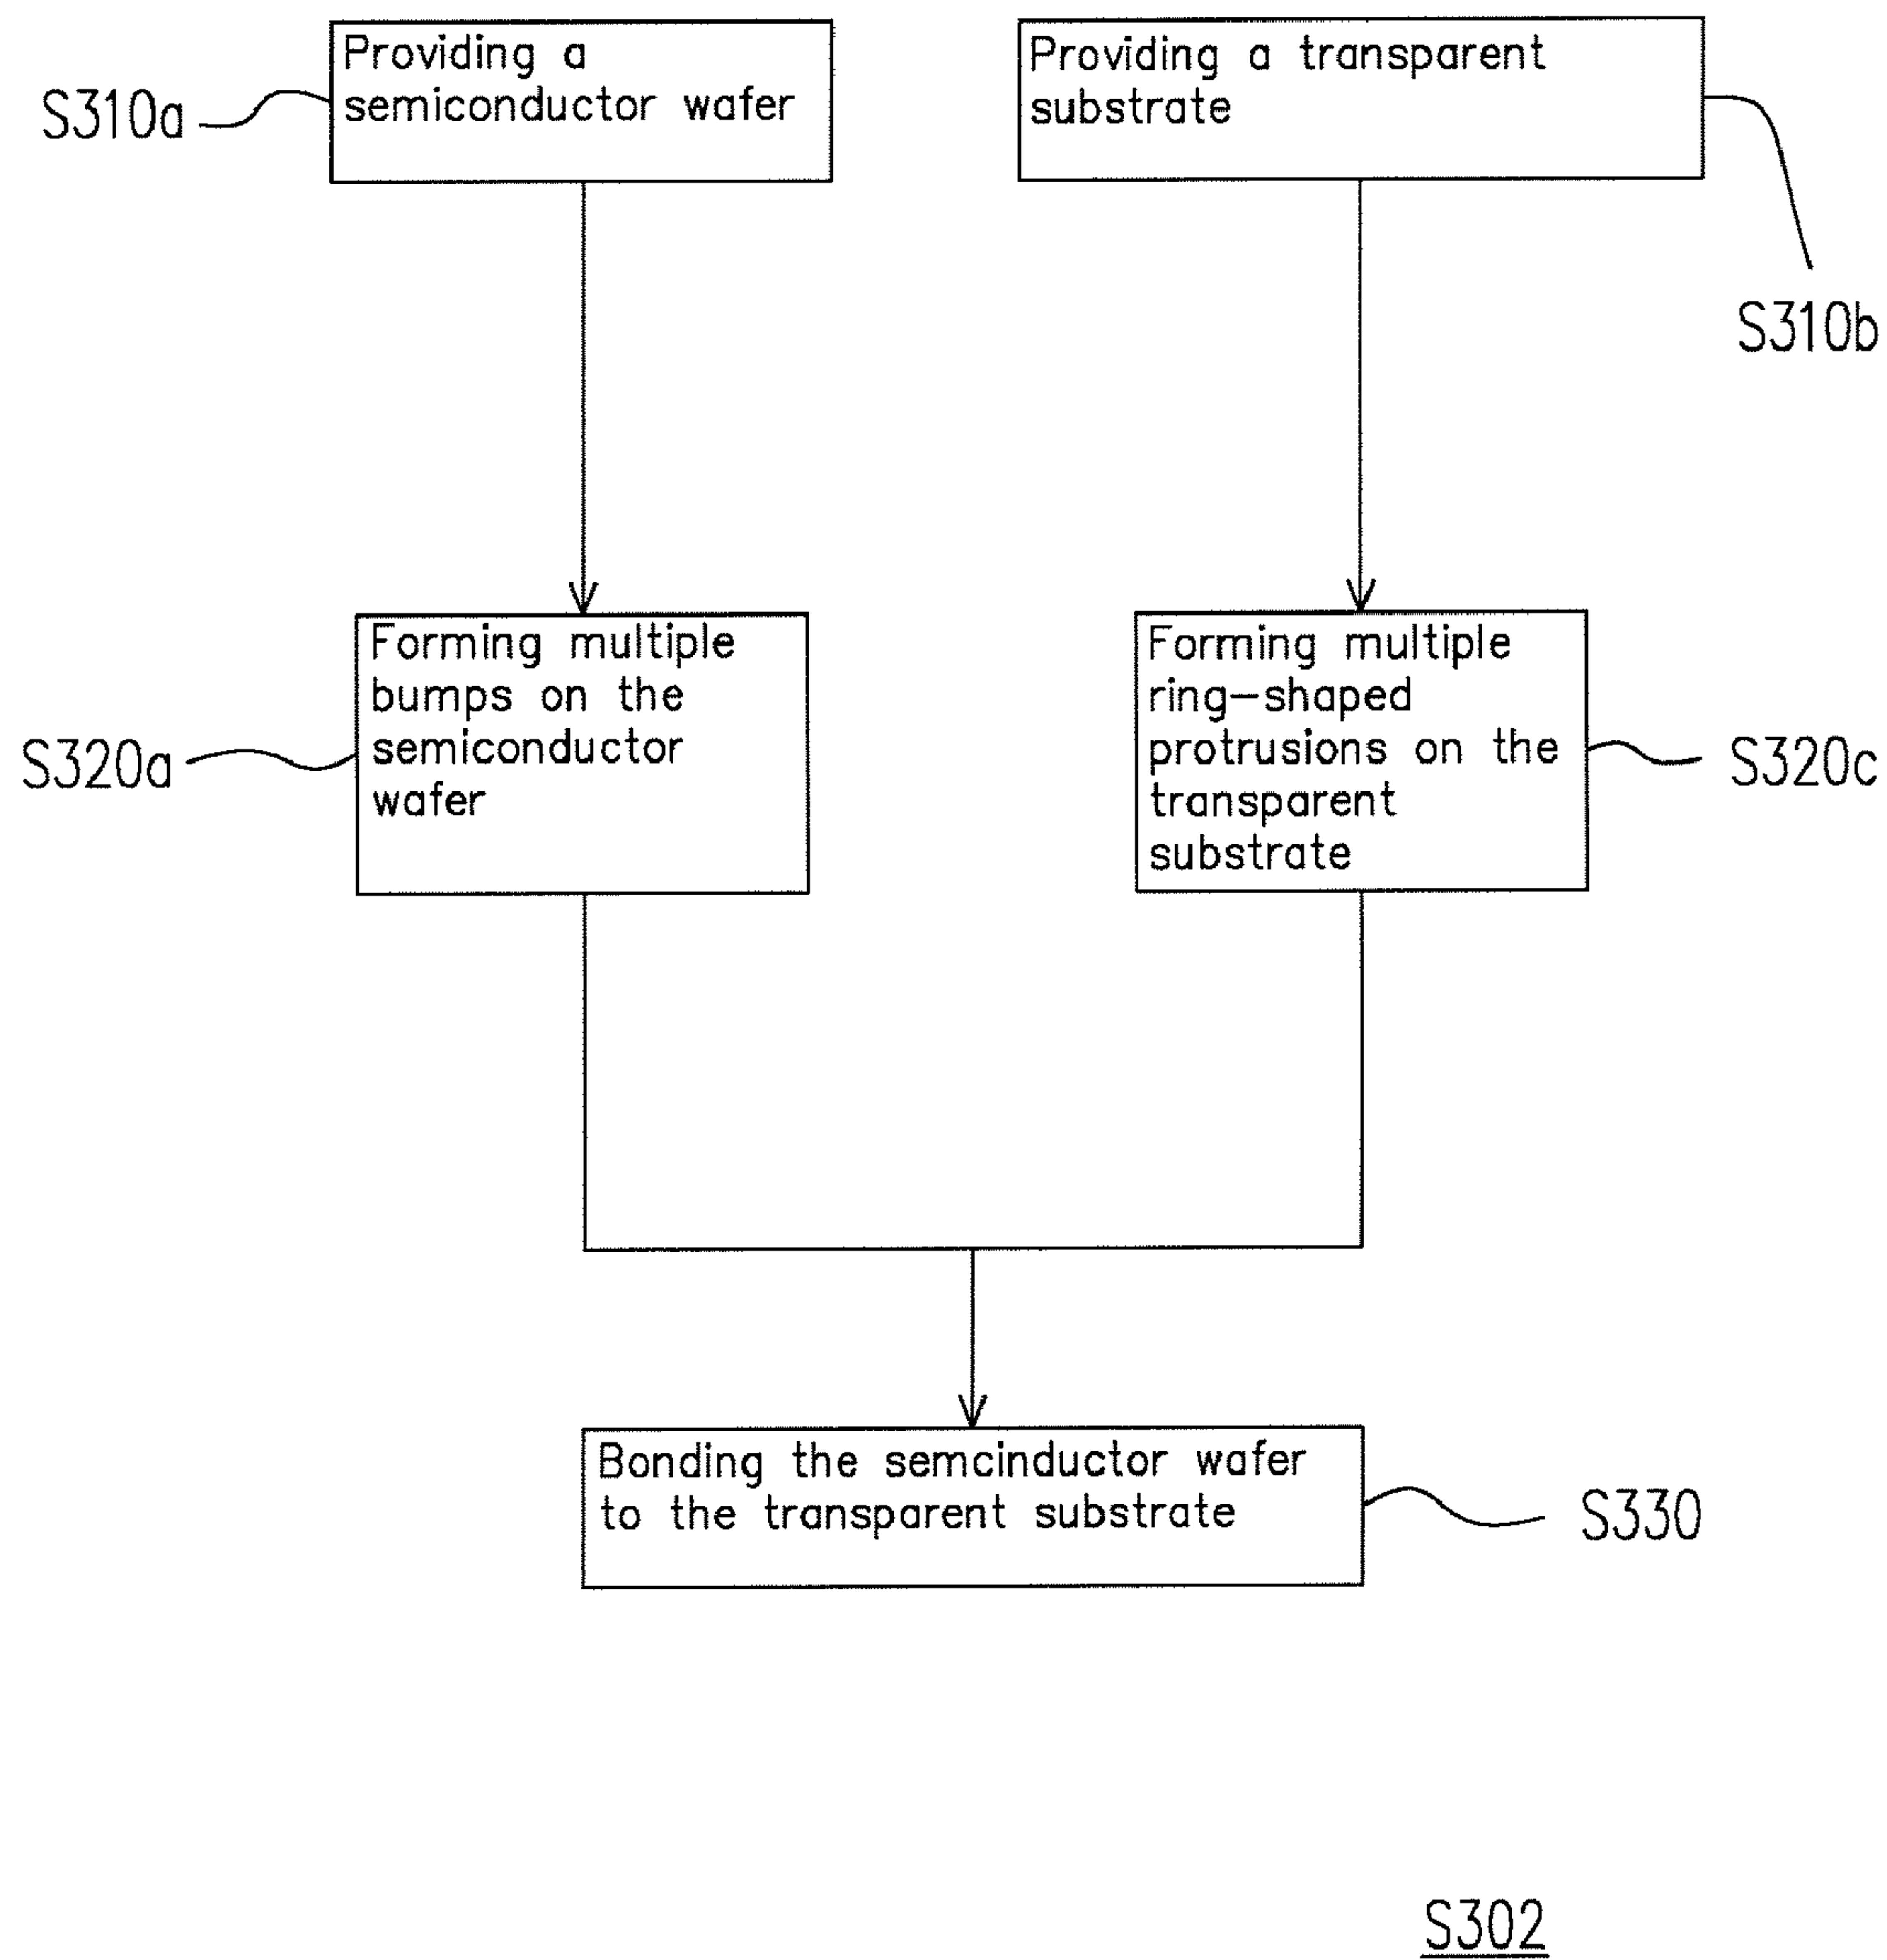 Providing a
semiconductor wafer
S310a
Providing a transparent
substrate
S310b
Forming multiple
bumps on the
semiconductor
wafer
S320a
Forming multiple
ring-shaped
protrusions on the
transparent
substrate
S320c
Bonding the semcinductor wafer
to the transparent substrate
S330
S302